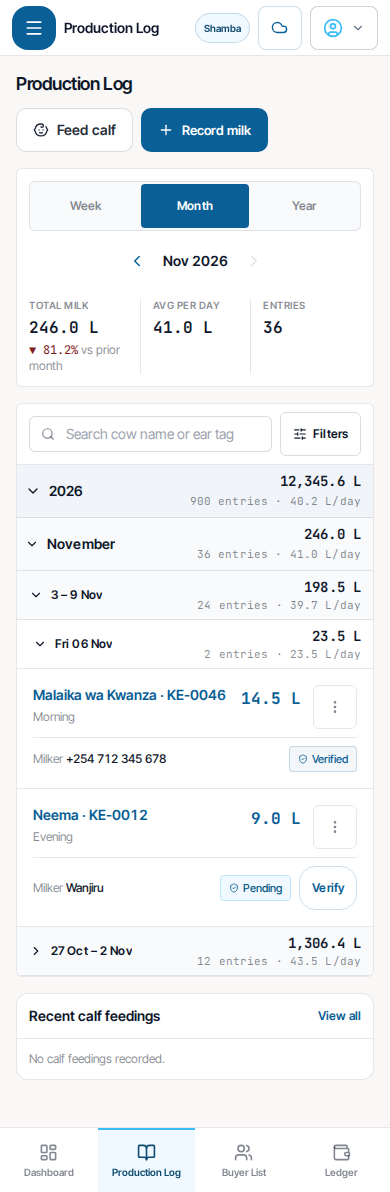 Production Log
Shamba
Production Log
Feed calf
Record milk
Week
Month
Year
Nov 2026
TOTAL MILK
246.0 L
▼ 81.2% vs prior
month
AVG PER DAY
41.0 L
ENTRIES
36
Search cow name or ear tag
Filters
2026
12,345.6 L
900 entries · 40.2 L/day
November
246.0 L
36 entries · 41.0 L/day
3 – 9 Nov
198.5 L
24 entries · 39.7 L/day
Fri 06 Nov
23.5 L
2 entries · 23.5 L/day
Malaika wa Kwanza · KE-0046
14.5 L
Morning
Milker +254 712 345 678
Verified
Neema · KE-0012
9.0 L
Evening
Milker Wanjiru
Pending
Verify
27 Oct – 2 Nov
1,306.4 L
12 entries · 43.5 L/day
Recent calf feedings
View all
No calf feedings recorded.
Dashboard
Production Log
Buyer List
Ledger